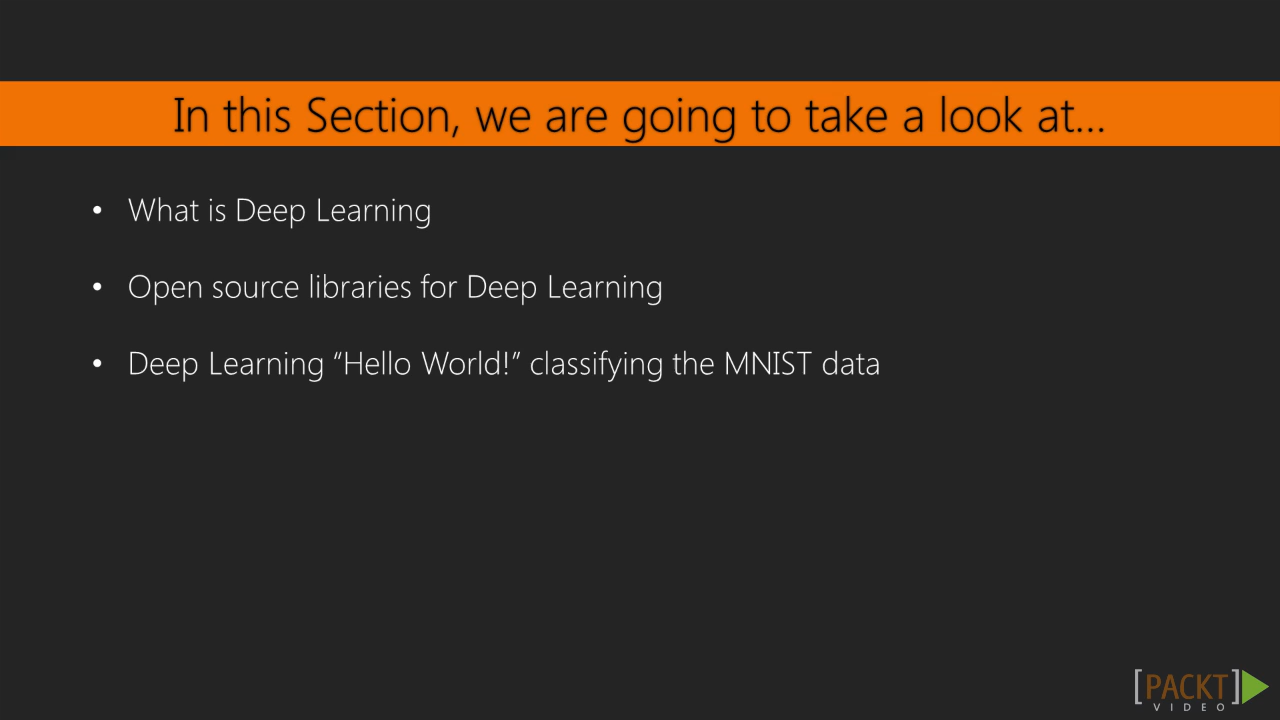 In this Section, we are going to take a look at...
• What is Deep Learning
• Open source libraries for Deep Learning
• Deep Learning “Hello World!” classifying the MNIST data
[PACKT]
VIDEO